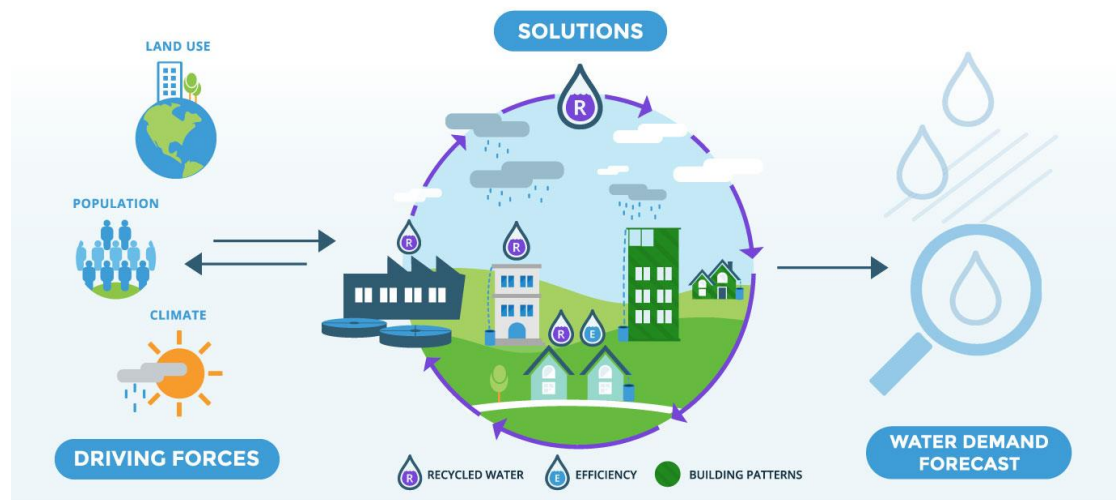 SOLUTIONS
LAND USE
R
POPULATION
R
R
CLIMATE
R
E
DRIVING FORCES
WATER DEMAND
FORECAST
R RECYCLED WATER
E EFFICIENCY
BUILDING PATTERNS